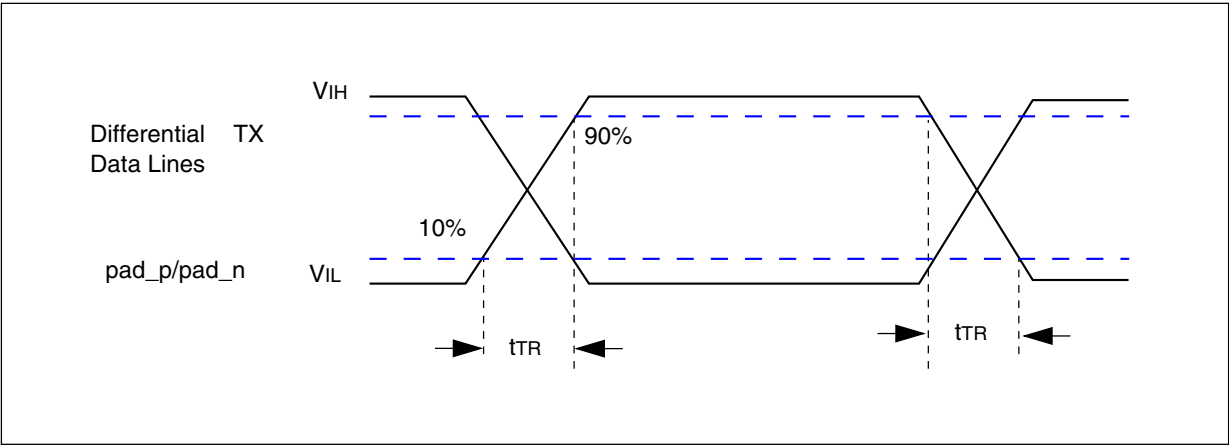 VIH
Differential TX
Data Lines
90%
10%
pad_p/pad_n
VIL
tTR
tTR